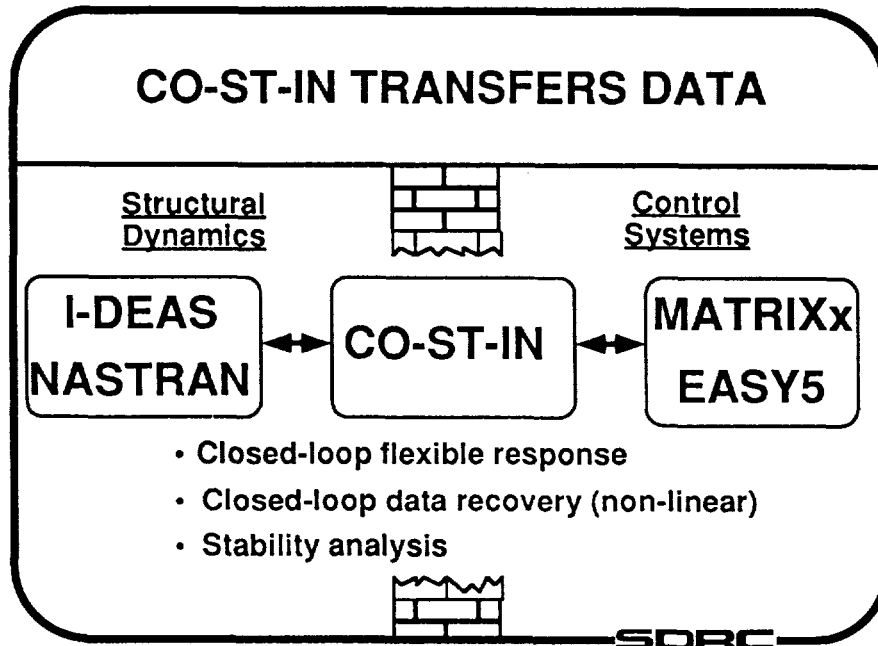 CO-ST-IN TRANSFERS DATA
Structural
Dynamics
Control
Systems
I-DEAS
NASTRAN
CO-ST-IN
MATRIXx
EASY5
• Closed-loop flexible response
• Closed-loop data recovery (non-linear)
• Stability analysis
SDRC